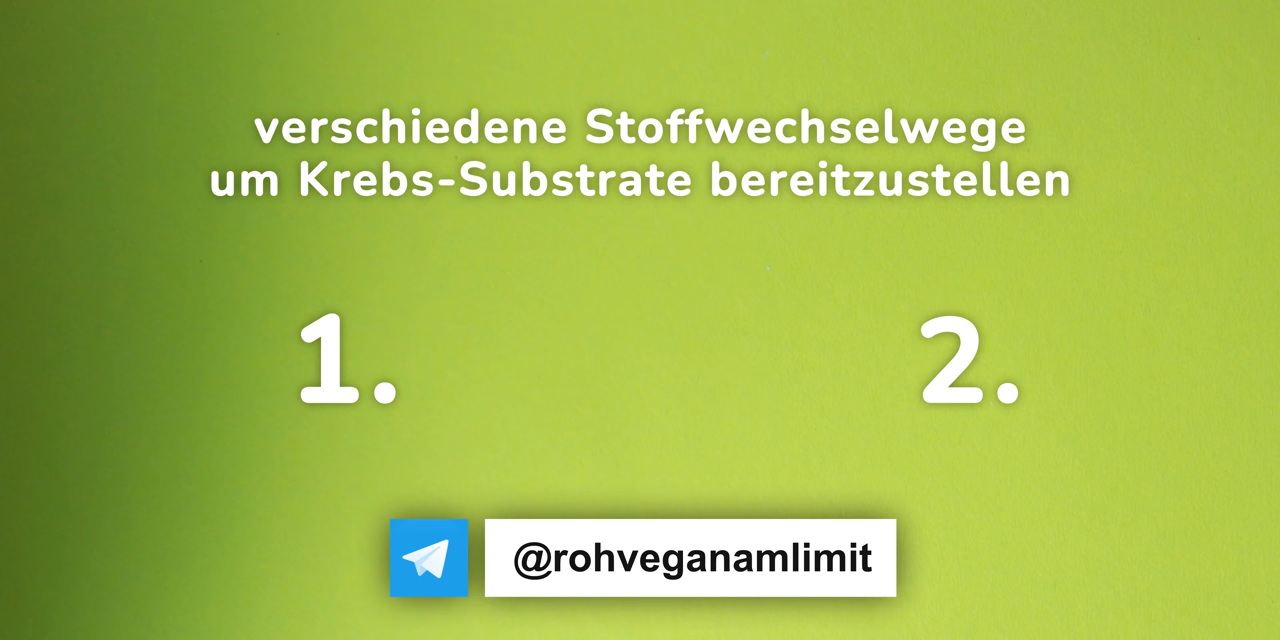 verschiedene Stoffwechselwege
um Krebs-Substrate bereitzustellen
1. 2.
@rohveganamlimit